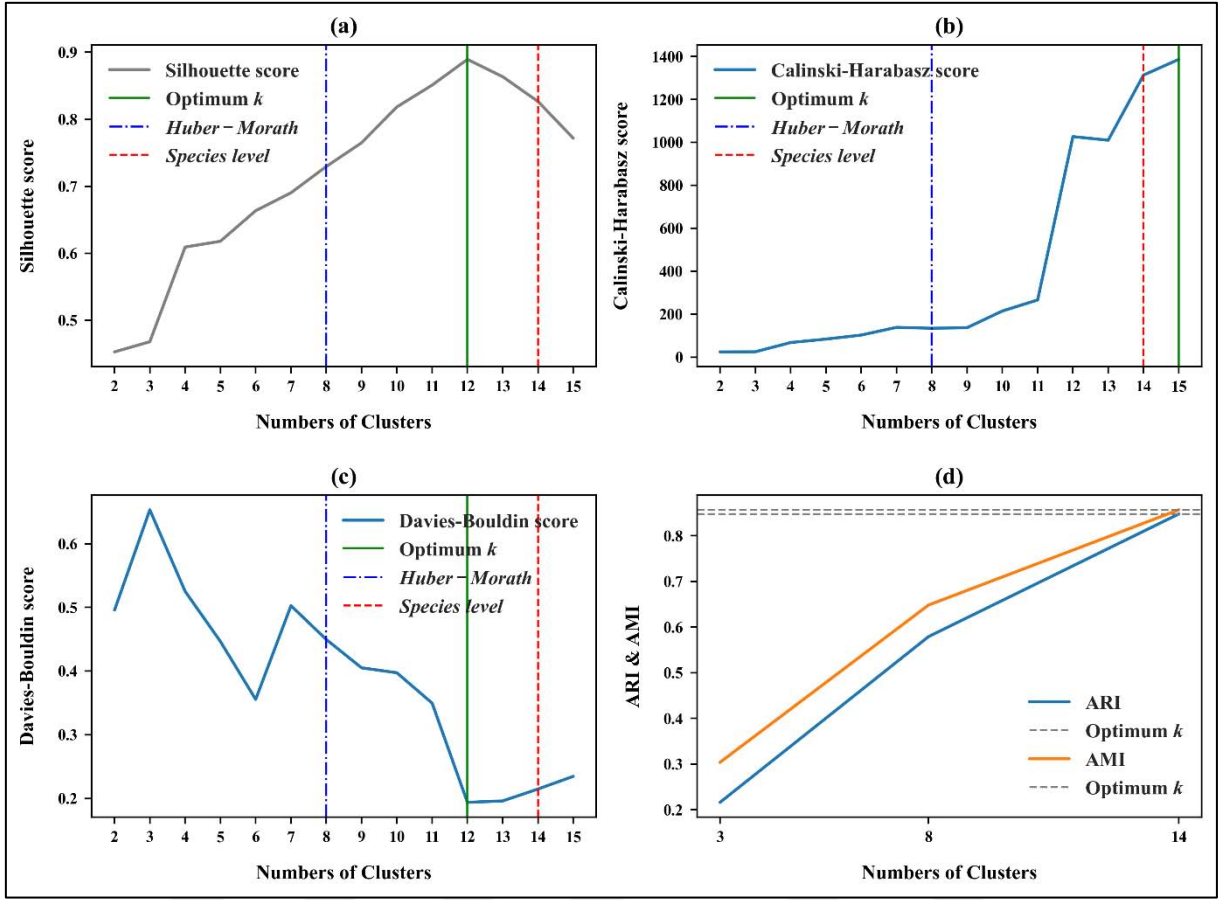 (a)
Silhouette score
0.9
0.8
0.7
0.6
0.5
Silhouette score
Optimum k
Huber − Morath
Species level
2 3 4 5 6 7 8 9 10 11 12 13 14 15
Numbers of Clusters
(b)
Calinski-Harabasz score
1400
1200
1000
800
600
400
200
0
Calinski-Harabasz score
Optimum k
Huber − Morath
Species level
2 3 4 5 6 7 8 9 10 11 12 13 14 15
Numbers of Clusters
(c)
Davies-Bouldin score
0.6
0.5
0.4
0.3
0.2
Davies-Bouldin score
Optimum k
Huber − Morath
Species level
2 3 4 5 6 7 8 9 10 11 12 13 14 15
Numbers of Clusters
(d)
ARI & AMI
0.8
0.7
0.6
0.5
0.4
0.3
0.2
ARI
Optimum k
AMI
Optimum k
3 8 14
Numbers of Clusters